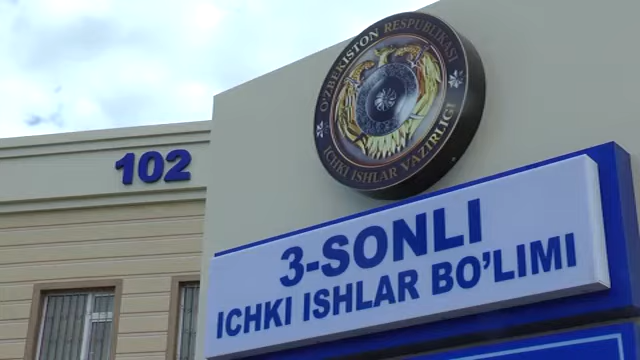 O'ZBEKISTON RESPUBLIKASI
ICHKI ISHLAR VAZIRLIGI
102
3-SONLI
ICHKI ISHLAR BO'LIMI